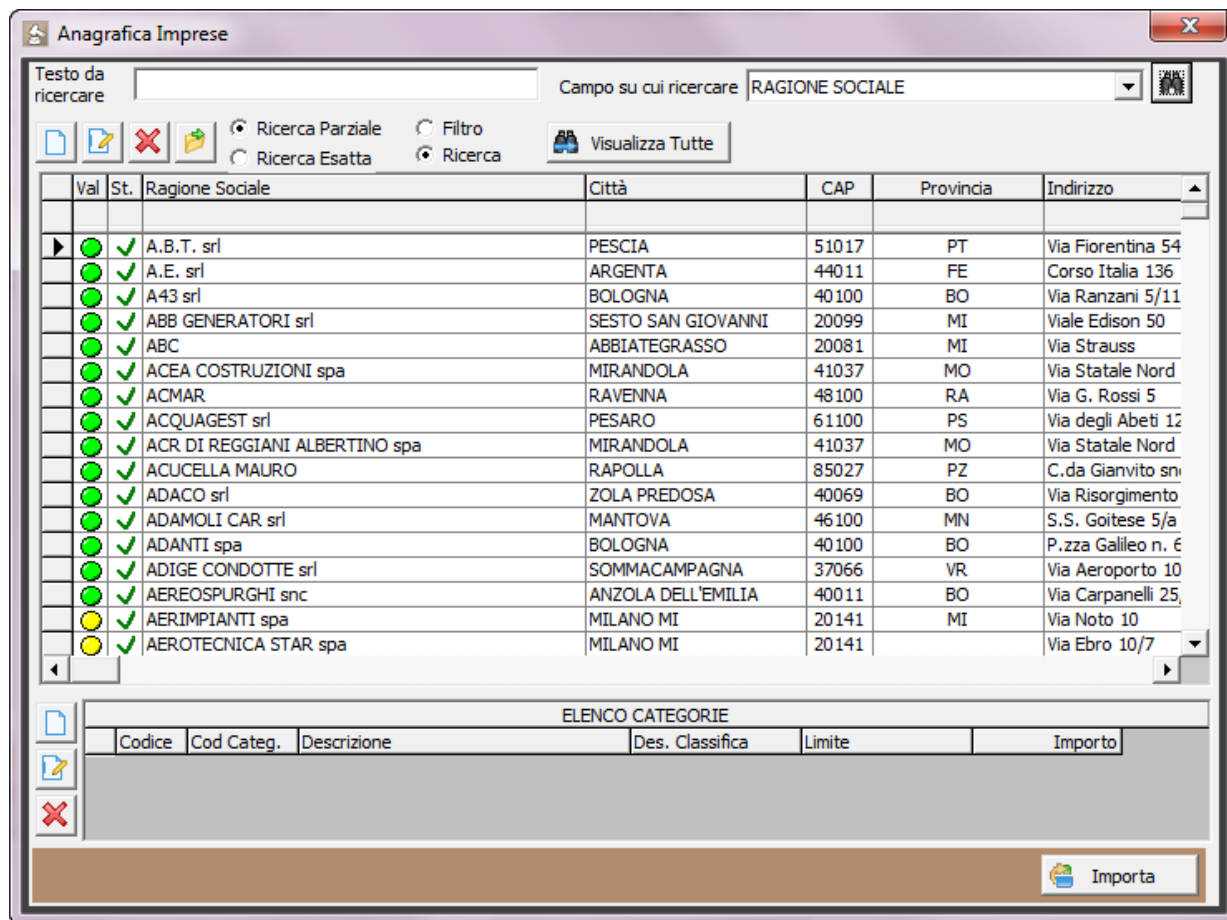 Anagrafica Imprese
Testo da ricercare Campo su cui ricercare RAGIONE SOCIALE
Ricerca Parziale Filtro
Ricerca Esatta Ricerca Visualizza Tutte
Val St. Ragione Sociale Città CAP Provincia Indirizzo
A.B.T. srl PESCIA 51017 PT Via Fiorentina 54
A.E. srl ARGENTA 44011 FE Corso Italia 136
A43 srl BOLOGNA 40100 BO Via Ranzani 5/11
ABB GENERATORI srl SESTO SAN GIOVANNI 20099 MI Viale Edison 50
ABC ABBIATEGRASSO 20081 MI Via Strauss
ACEA COSTRUZIONI spa MIRANDOLA 41037 MO Via Statale Nord
ACMAR RAVENNA 48100 RA Via G. Rossi 5
ACQUAGEST srl PESARO 61100 PS Via degli Abeti 12
ACR DI REGGIANI ALBERTINO spa MIRANDOLA 41037 MO Via Statale Nord
ACUCELLA MAURO RAPOLLA 85027 PZ C.da Gianvito sn
ADACO srl ZOLA PREDOSA 40069 BO Via Risorgimento
ADAMOLI CAR srl MANTOVA 46100 MN S.S. Goitese 5/a
ADANTI spa BOLOGNA 40100 BO P.zza Galileo n. 6
ADIGE CONDOTTE srl SOMMACAMPAGNA 37066 VR Via Aeroporto 10
AEREOSPURGHI snc ANZOLA DELL'EMILIA 40011 BO Via Carpanelli 25,
AERIMPIANTI spa MILANO MI 20141 MI Via Noto 10
AEROTECNICA STAR spa MILANO MI 20141 Via Ebro 10/7
ELENCO CATEGORIE
Codice Cod Categ. Descrizione Des. Classifica Limite Importo
Importa